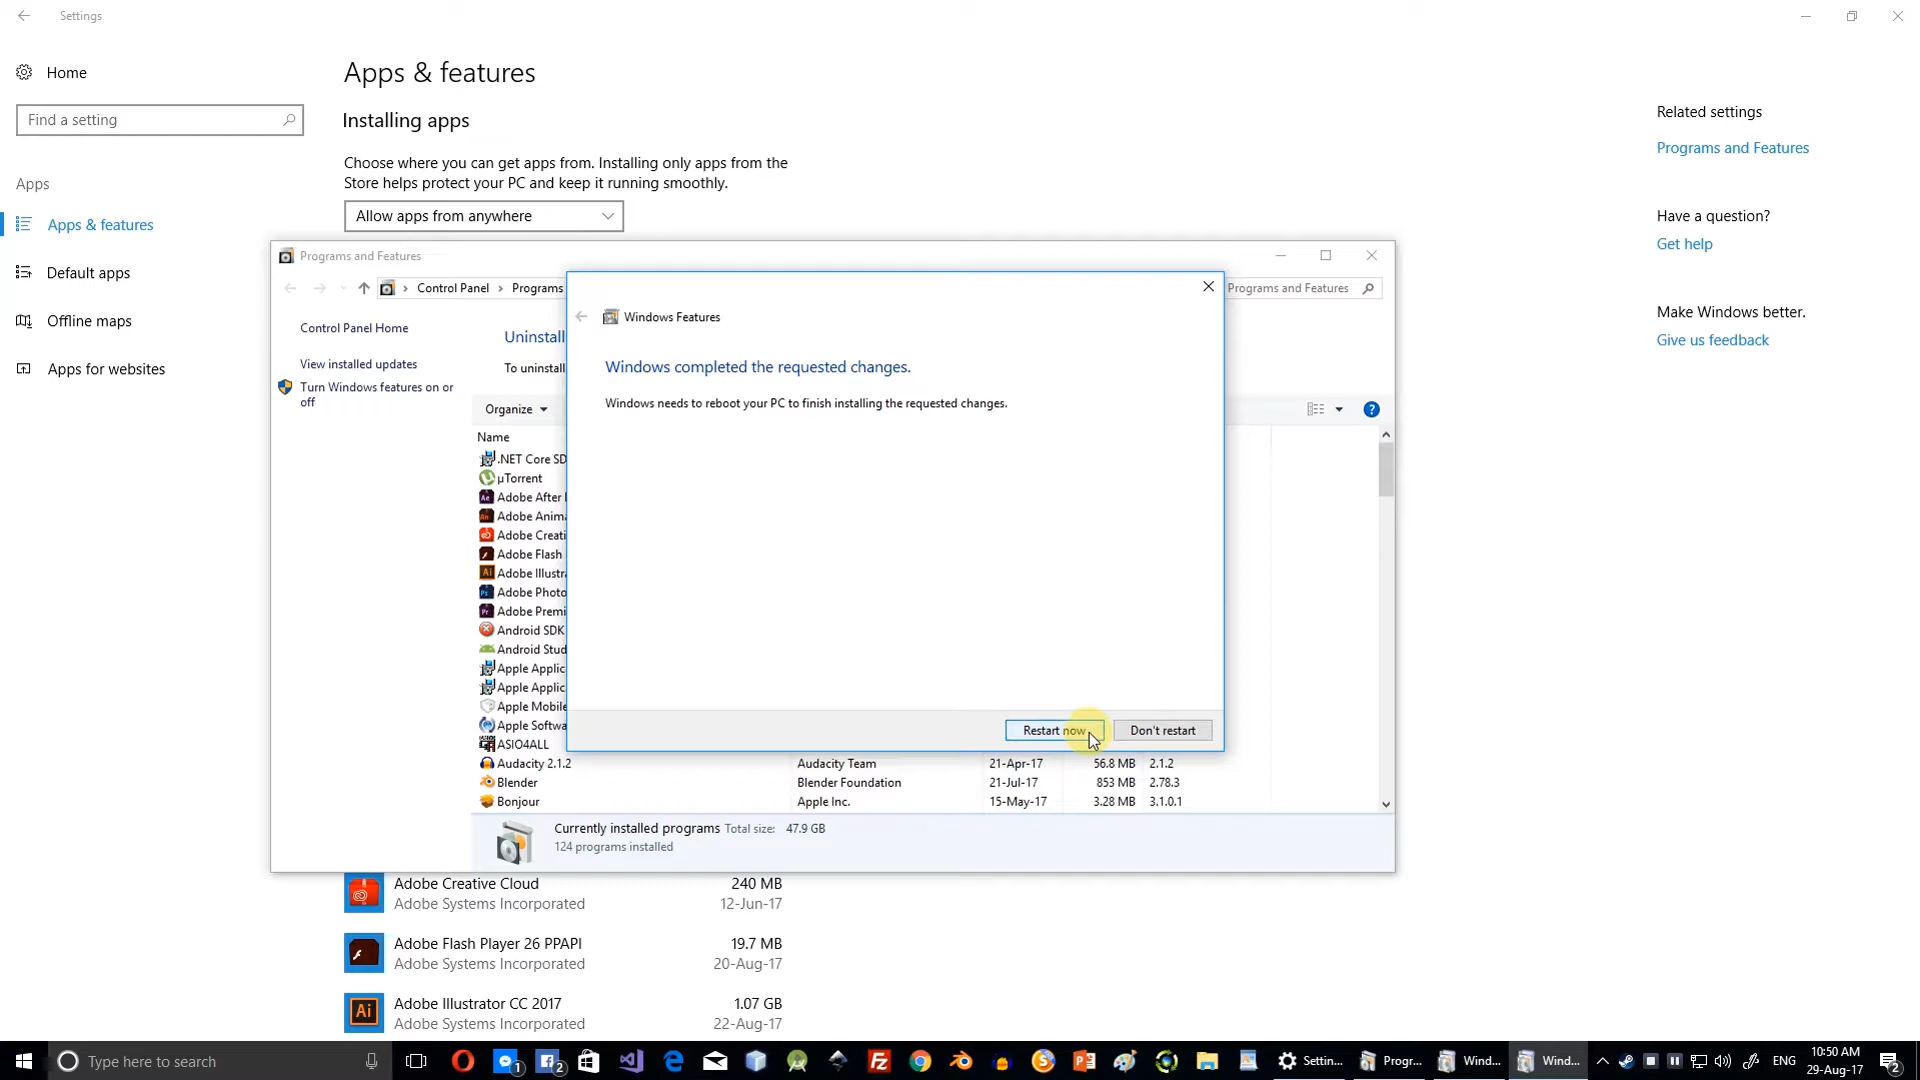 Settings
Home
Find a setting
Apps
Apps & features
Default apps
Offline maps
Apps for websites
Apps & features
Installing apps
Choose where you can get apps from. Installing only apps from the
Store helps protect your PC and keep it running smoothly.
Allow apps from anywhere
Related settings
Programs and Features
Have a question?
Get help
Make Windows better.
Give us feedback
Programs and Features
Control Panel
Programs
Programs and Features
Control Panel Home
View installed updates
Turn Windows features on or
off
Uninstall
To uninstall
Organize
Name
.NET Core SD
µTorrent
Adobe After
Adobe Anima
Adobe Creati
Adobe Flash
Adobe Illustra
Adobe Photo
Adobe Premi
Android SDK
Android Stud
Apple Applic
Apple Applic
Apple Mobile
Apple Softwa
ASIO4ALL
Audacity 2.1.2 Audacity Team 21-Apr-17 56.8 MB 2.1.2
Blender Blender Foundation 21-Jul-17 853 MB 2.78.3
Bonjour Apple Inc. 15-May-17 3.28 MB 3.1.0.1
Currently installed programs Total size: 47.9 GB
124 programs installed
Windows Features
Windows completed the requested changes.
Windows needs to reboot your PC to finish installing the requested changes.
Restart now
Don't restart
Adobe Creative Cloud 240 MB
Adobe Systems Incorporated 12-Jun-17
Adobe Flash Player 26 PPAPI 19.7 MB
Adobe Systems Incorporated 20-Aug-17
Adobe Illustrator CC 2017 1.07 GB
Adobe Systems Incorporated 22-Aug-17
Type here to search
Settin...
Progr...
Wind...
Wind...
ENG
10:50 AM
29-Aug-17